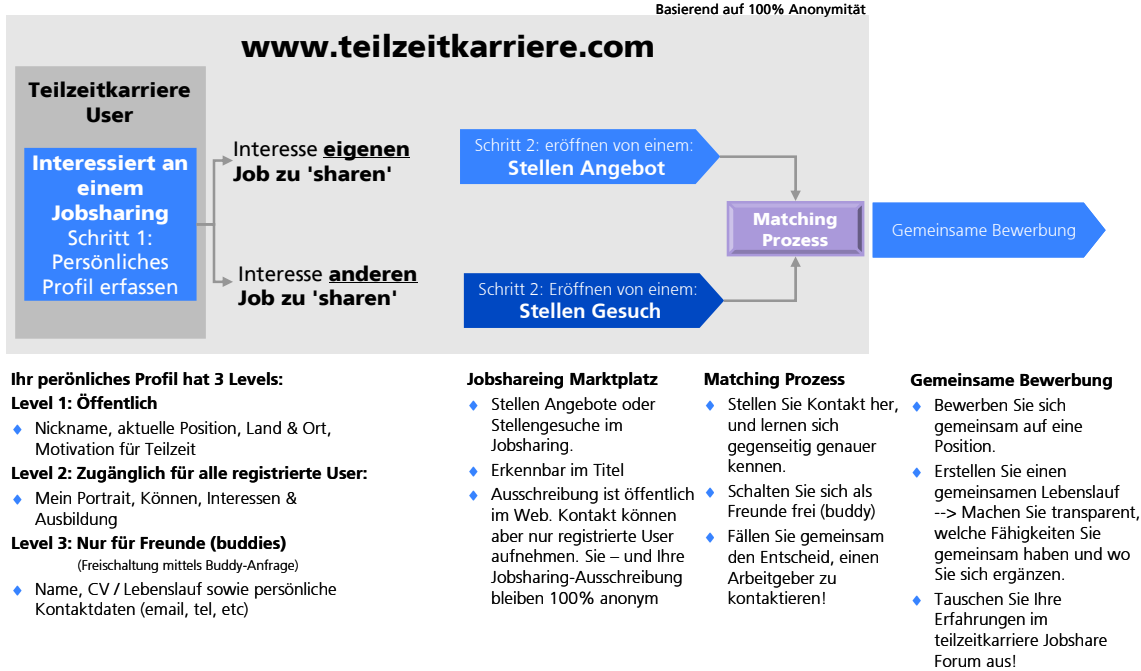 Basierend auf 100% Anonymität
www.teilzeitkarriere.com
Teilzeitkarriere
User
Interessiert an
einem
Jobsharing
Schritt 1:
Persönliches
Profil erfassen
Interesse eigenen
Job zu 'sharen'
Interesse anderen
Job zu 'sharen'
Schritt 2: eröffnen von einem:
Stellen Angebot
Schritt 2: Eröffnen von einem:
Stellen Gesuch
Matching
Prozess
Gemeinsame Bewerbung
Ihr perönliches Profil hat 3 Levels:
Level 1: Öffentlich
Nickname, aktuelle Position, Land & Ort,
Motivation für Teilzeit
Level 2: Zugänglich für alle registrierte User:
Mein Portrait, Können, Interessen &
Ausbildung
Level 3: Nur für Freunde (buddies)
(Freischaltung mittels Buddy-Anfrage)
Name, CV / Lebenslauf sowie persönliche
Kontaktdaten (email, tel, etc)
Jobshareing Marktplatz
Stellen Angebote oder
Stellengesuche im
Jobsharing.
Erkennbar im Titel
Ausschreibung ist öffentlich
im Web. Kontakt können
aber nur registrierte User
aufnehmen. Sie – und Ihre
Jobsharing-Ausschreibung
bleiben 100% anonym
Matching Prozess
Stellen Sie Kontakt her,
und lernen sich
gegenseitig genauer
kennen.
Schalten Sie sich als
Freunde frei (buddy)
Fällen Sie gemeinsam
den Entscheid, einen
Arbeitgeber zu
kontaktieren!
Gemeinsame Bewerbung
Bewerben Sie sich
gemeinsam auf eine
Position.
Erstellen Sie einen
gemeinsamen Lebenslauf
--> Machen Sie transparent,
welche Fähigkeiten Sie
gemeinsam haben und wo
Sie sich ergänzen.
Tauschen Sie Ihre
Erfahrungen im
teilzeitkarriere Jobshare
Forum aus!